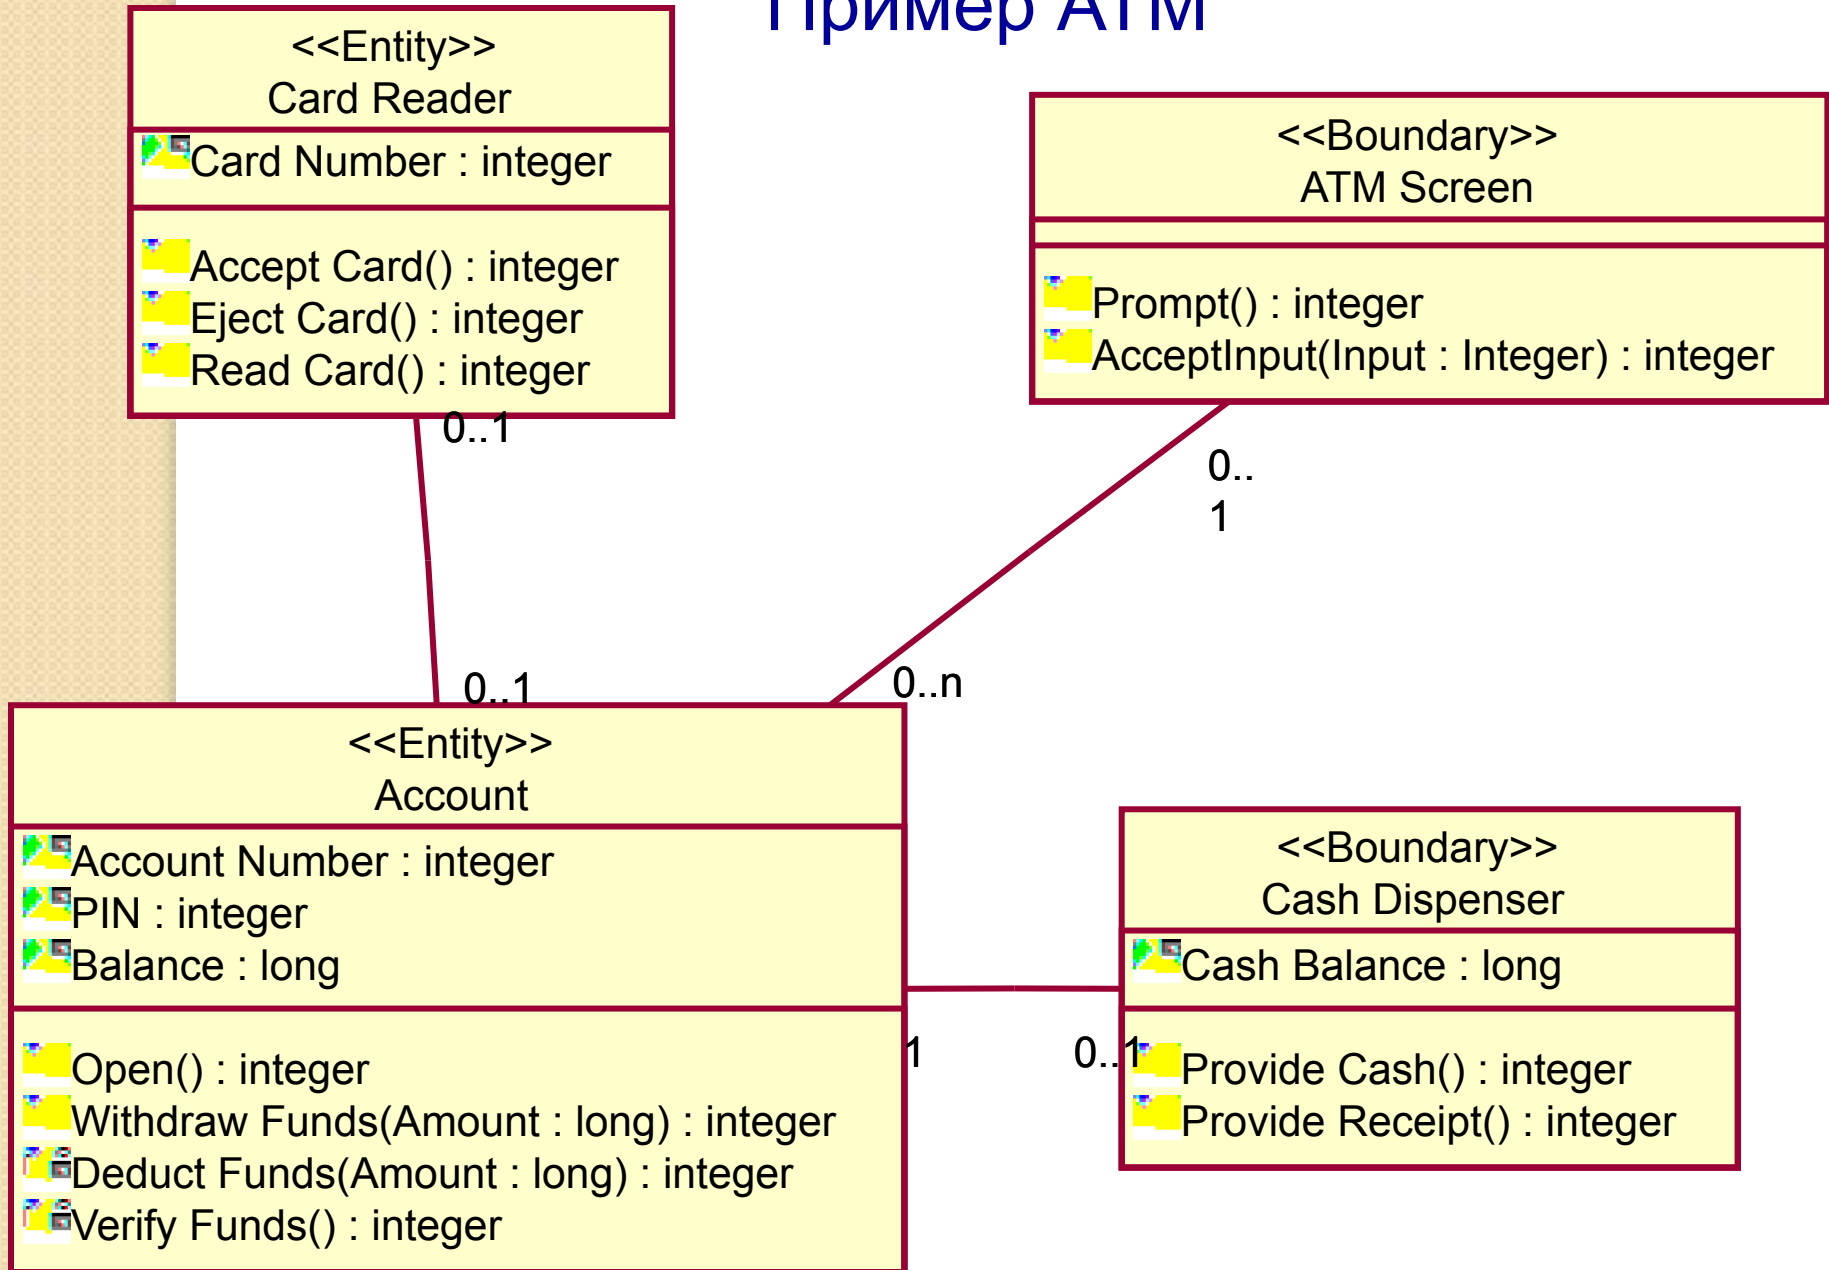 Пример ATM
<<Entity>>
Card Reader
Card Number : integer
Accept Card() : integer
Eject Card() : integer
Read Card() : integer
<<Boundary>>
ATM Screen
Prompt() : integer
AcceptInput(Input : Integer) : integer
0..1
0..
1
0..1
0..n
<<Entity>>
Account
Account Number : integer
PIN : integer
Balance : long
Open() : integer
Withdraw Funds(Amount : long) : integer
Deduct Funds(Amount : long) : integer
Verify Funds() : integer
1
0..1
<<Boundary>>
Cash Dispenser
Cash Balance : long
Provide Cash() : integer
Provide Receipt() : integer